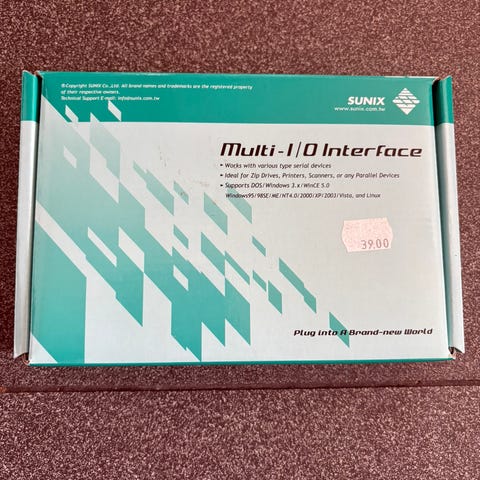 ©Copyright SUNIX Co.,Ltd. All brand names and trademarks are the registered property
of their respective owners.
Technical Support E-mail: info@sunix.com.tw
SUNIX
www.sunix.com.tw
Multi-I/O Interface
Works with various type serial devices
Ideal for Zip Drives, Printers, Scanners, or any Parallel Devices
Supports DOS/Windows 3.x/WinCE 5.0
Windows95/98SE/ME/NT4.0/2000/XP/2003/Vista, and Linux
39.00
Plug into A Brand-new World